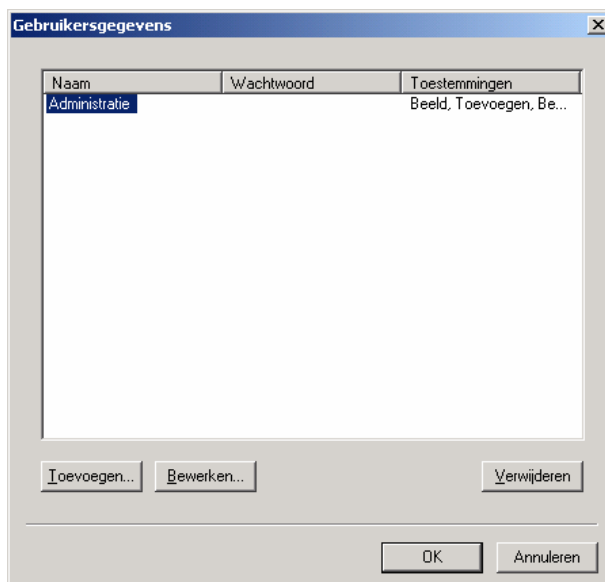 Gebruikersgegevens
Naam Wachtwoord Toestemmingen
Administratie Beeld, Toevoegen, Be...
Toevoegen... Bewerken... Verwijderen
OK Annuleren